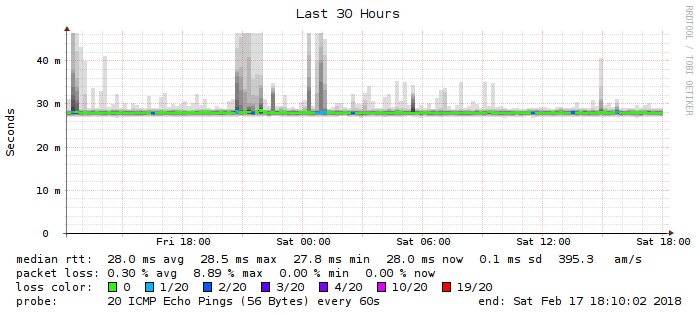 Last 30 Hours
RRDTOOL / TOBI OETIKER
Seconds
40 m
30 m
20 m
10 m
0
Fri 18:00 Sat 00:00 Sat 06:00 Sat 12:00 Sat 18:00
median rtt: 28.0 ms avg 28.5 ms max 27.8 ms min 28.0 ms now 0.1 ms sd 395.3 am/s
packet loss: 0.30 % avg 8.89 % max 0.00 % min 0.00 % now
loss color: 0 1/20 2/20 3/20 4/20 10/20 19/20
probe: 20 ICMP Echo Pings (56 Bytes) every 60s end: Sat Feb 17 18:10:02 2018